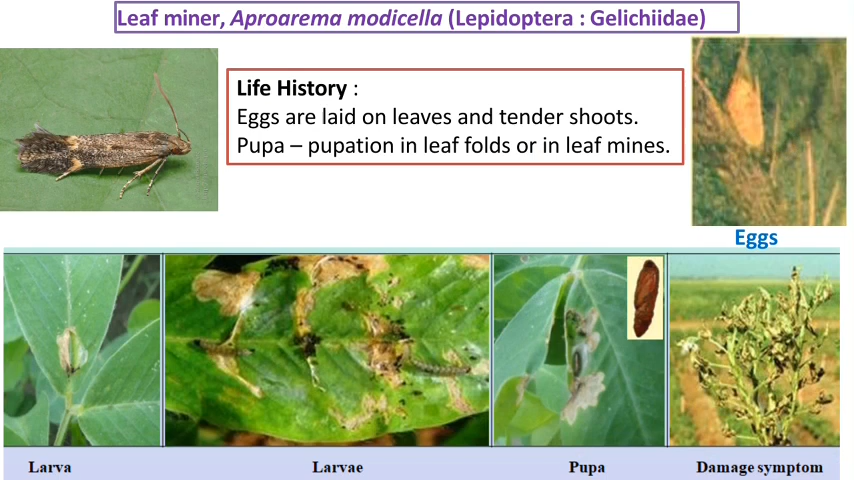 Leaf miner, Aproarema modicella (Lepidoptera : Gelichiidae)
Life History :
Eggs are laid on leaves and tender shoots.
Pupa – pupation in leaf folds or in leaf mines.
Eggs
Larva
Larvae
Pupa
Damage symptom